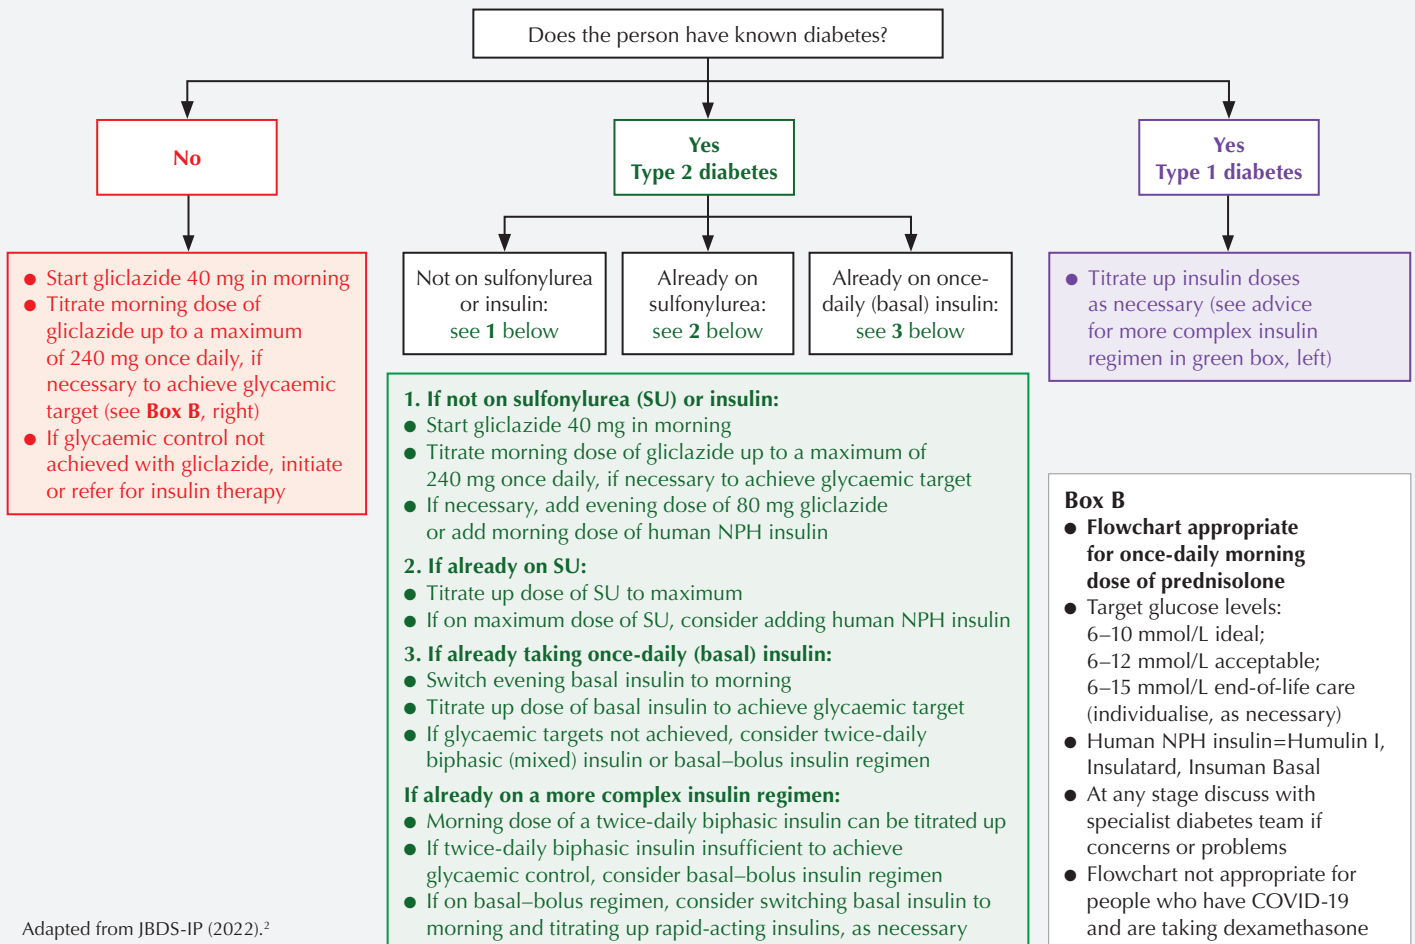 Does the person have known diabetes?
No
Yes
Type 2 diabetes
Yes
Type 1 diabetes
● Start gliclazide 40 mg in morning
● Titrate morning dose of
gliclazide up to a maximum
of 240 mg once daily, if
necessary to achieve glycaemic
target (see Box B, right)
● If glycaemic control not
achieved with gliclazide, initiate
or refer for insulin therapy
Not on sulfonylurea
or insulin:
see 1 below
Already on
sulfonylurea:
see 2 below
Already on once-
daily (basal) insulin:
see 3 below
● Titrate up insulin doses
as necessary (see advice
for more complex insulin
regimen in green box, left)
1. If not on sulfonylurea (SU) or insulin:
● Start gliclazide 40 mg in morning
● Titrate morning dose of gliclazide up to a maximum of
240 mg once daily, if necessary to achieve glycaemic target
● If necessary, add evening dose of 80 mg gliclazide
or add morning dose of human NPH insulin
2. If already on SU:
● Titrate up dose of SU to maximum
● If on maximum dose of SU, consider adding human NPH insulin
3. If already taking once-daily (basal) insulin:
● Switch evening basal insulin to morning
● Titrate up dose of basal insulin to achieve glycaemic target
● If glycaemic targets not achieved, consider twice-daily
biphasic (mixed) insulin or basal–bolus insulin regimen
If already on a more complex insulin regimen:
● Morning dose of a twice-daily biphasic insulin can be titrated up
● If twice-daily biphasic insulin insufficient to achieve
glycaemic control, consider basal–bolus insulin regimen
● If on basal–bolus regimen, consider switching basal insulin to
morning and titrating up rapid-acting insulins, as necessary
Box B
● Flowchart appropriate
for once-daily morning
dose of prednisolone
● Target glucose levels:
6–10 mmol/L ideal;
6–12 mmol/L acceptable;
6–15 mmol/L end-of-life care
(individualise, as necessary)
● Human NPH insulin=Humulin I,
Insulatard, Insuman Basal
● At any stage discuss with
specialist diabetes team if
concerns or problems
● Flowchart not appropriate for
people who have COVID-19
and are taking dexamethasone
Adapted from JBDS-IP (2022).²